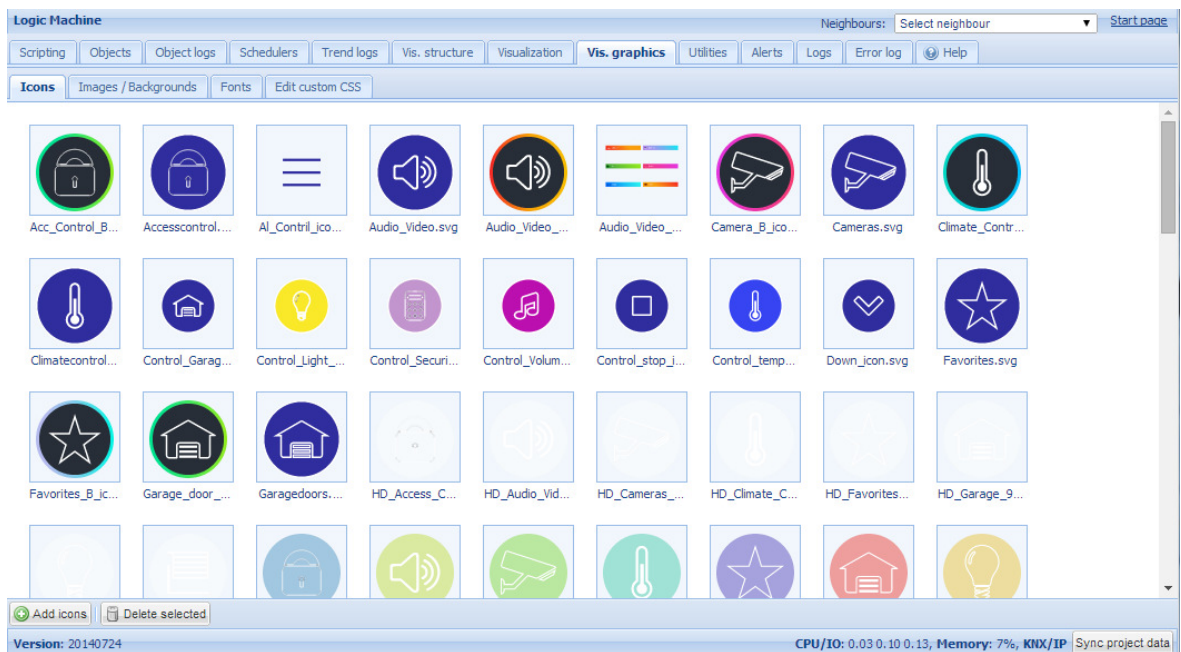 Logic Machine
Neighbours: Select neighbour Start page
Scripting Objects Object logs Schedulers Trend logs Vis. structure Visualization Vis. graphics Utilities Alerts Logs Error log Help
Icons Images / Backgrounds Fonts Edit custom CSS
Acc_Control_B... Accesscontrol.... Al_Contril_ico... Audio_Video.svg Audio_Video_... Audio_Video_... Camera_B_ico... Cameras.svg Climate_Contr...
Climatecontrol... Control_Garag... Control_Light_... Control_Securi... Control_Volum... Control_stop_i... Control_temp... Down_icon.svg Favorites.svg
Favorites_B_ic... Garage_door_... Garagedoors.... HD_Access_C... HD_Audio_Vid... HD_Cameras_... HD_Climate_C... HD_Favorites... HD_Garage_9...
Add icons Delete selected
Version: 20140724 CPU/IO: 0.03 0.10 0.13, Memory: 7%, KNX/IP Sync project data